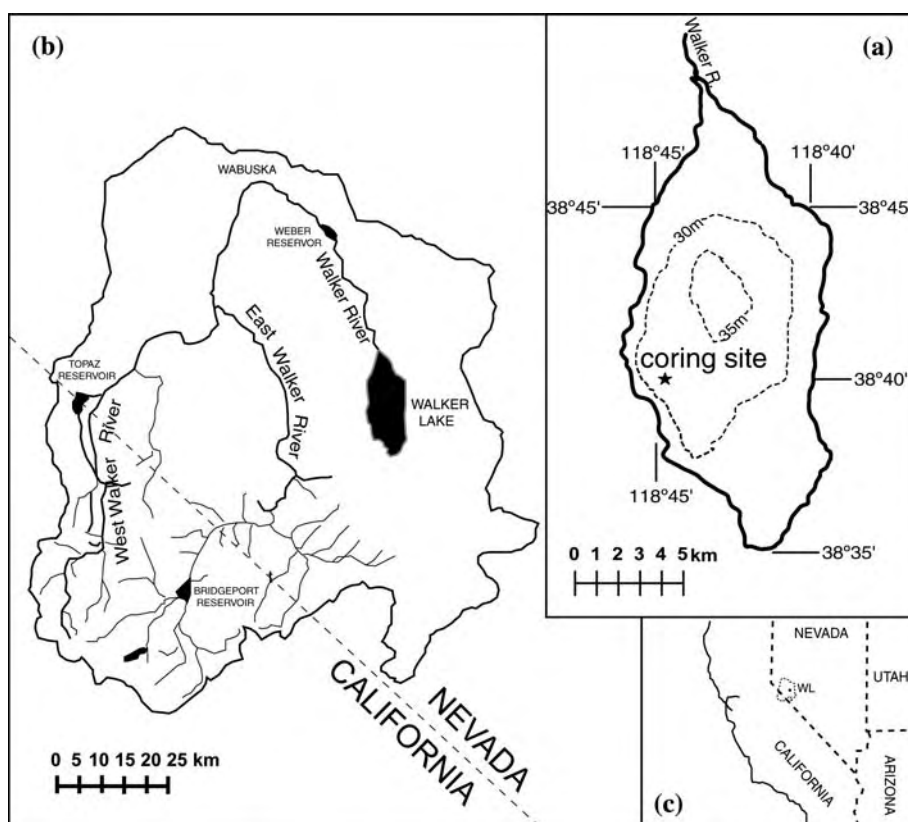 (b)
WABUSKA
WEBER
RESERVOIR
Walker River
East Walker River
TOPAZ
RESERVOIR
West Walker River
WALKER
LAKE
BRIDGEPORT
RESERVOIR
NEVADA
CALIFORNIA
0 5 10 15 20 25 km
(a)
Walker R.
118°45'
118°40'
38°45'
38°45'
30m
35m
coring site
38°40'
118°45'
38°35'
0 1 2 3 4 5 km
NEVADA
UTAH
WL
CALIFORNIA
ARIZONA
(c)